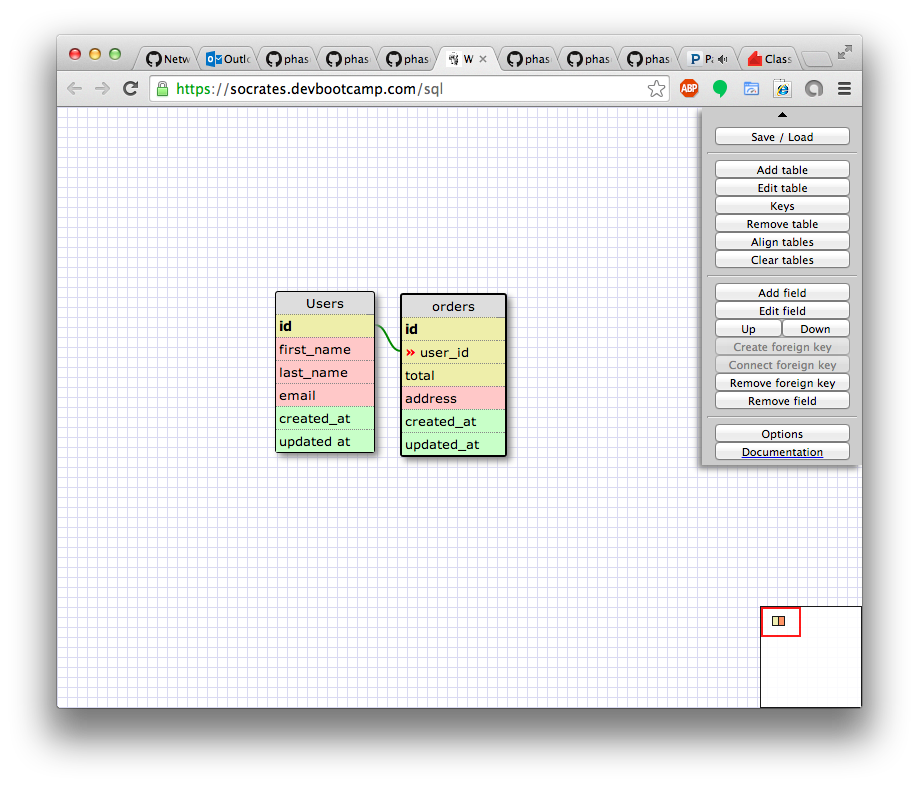 Netw
Outlo
phas
phas
phas
W
phas
phas
phas
Pa
Class
https://socrates.devbootcamp.com/sql
ABP
Save / Load
Add table
Edit table
Keys
Remove table
Align tables
Clear tables
Add field
Edit field
Up Down
Create foreign key
Connect foreign key
Remove foreign key
Remove field
Options
Documentation
Users
id
first_name
last_name
email
created_at
updated at
orders
id
» user_id
total
address
created_at
updated_at